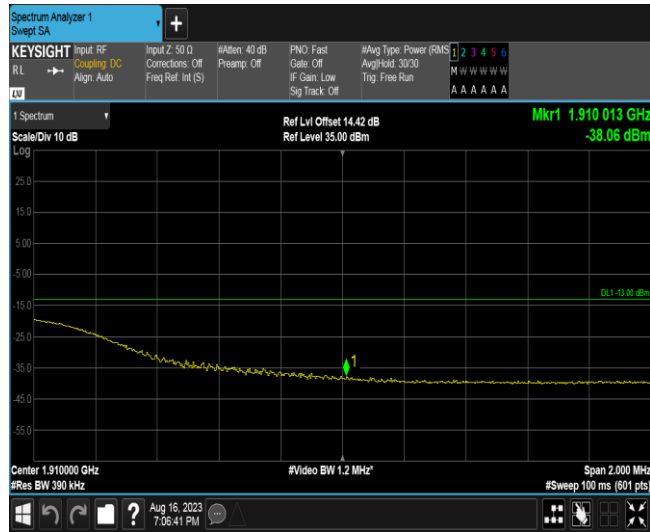 Spectrum Analyzer 1
Swept SA
+
KEYSIGHT Input: RF Input Z: 50 Ω #Atten: 40 dB PNO: Fast #Avg Type: Power (RMS 1 2 3 4 5 6
RL Coupling: DC Corrections: Off Preamp: Off Gate: Off Avg|Hold: 30/30 M W W W W W
Align: Auto Freq Ref: Int (S) IF Gain: Low Trig: Free Run
LXI Sig Track: Off A A A A A A
1 Spectrum Ref Lvl Offset 14.42 dB Mkr1 1.910 013 GHz
Scale/Div 10 dB Ref Level 35.00 dBm -38.06 dBm
Log
25.0
15.0
5.00
-5.00
DL1 -13.00 dBm
-15.0
-25.0
-35.0
1
-45.0
-55.0
Center 1.910000 GHz #Video BW 1.2 MHz* Span 2.000 MHz
#Res BW 390 kHz #Sweep 100 ms (601 pts)
? Aug 16, 2023
7:06:41 PM